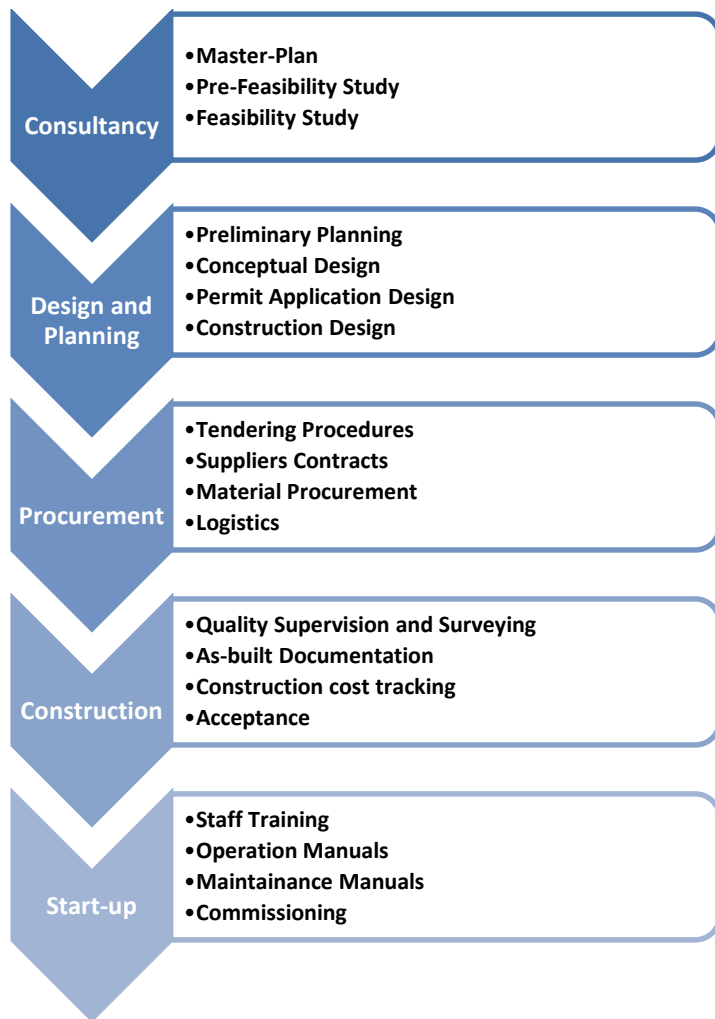 Consultancy
•Master-Plan
•Pre-Feasibility Study
•Feasibility Study
Design and
Planning
•Preliminary Planning
•Conceptual Design
•Permit Application Design
•Construction Design
Procurement
•Tendering Procedures
•Suppliers Contracts
•Material Procurement
•Logistics
Construction
•Quality Supervision and Surveying
•As-built Documentation
•Construction cost tracking
•Acceptance
Start-up
•Staff Training
•Operation Manuals
•Maintainance Manuals
•Commissioning